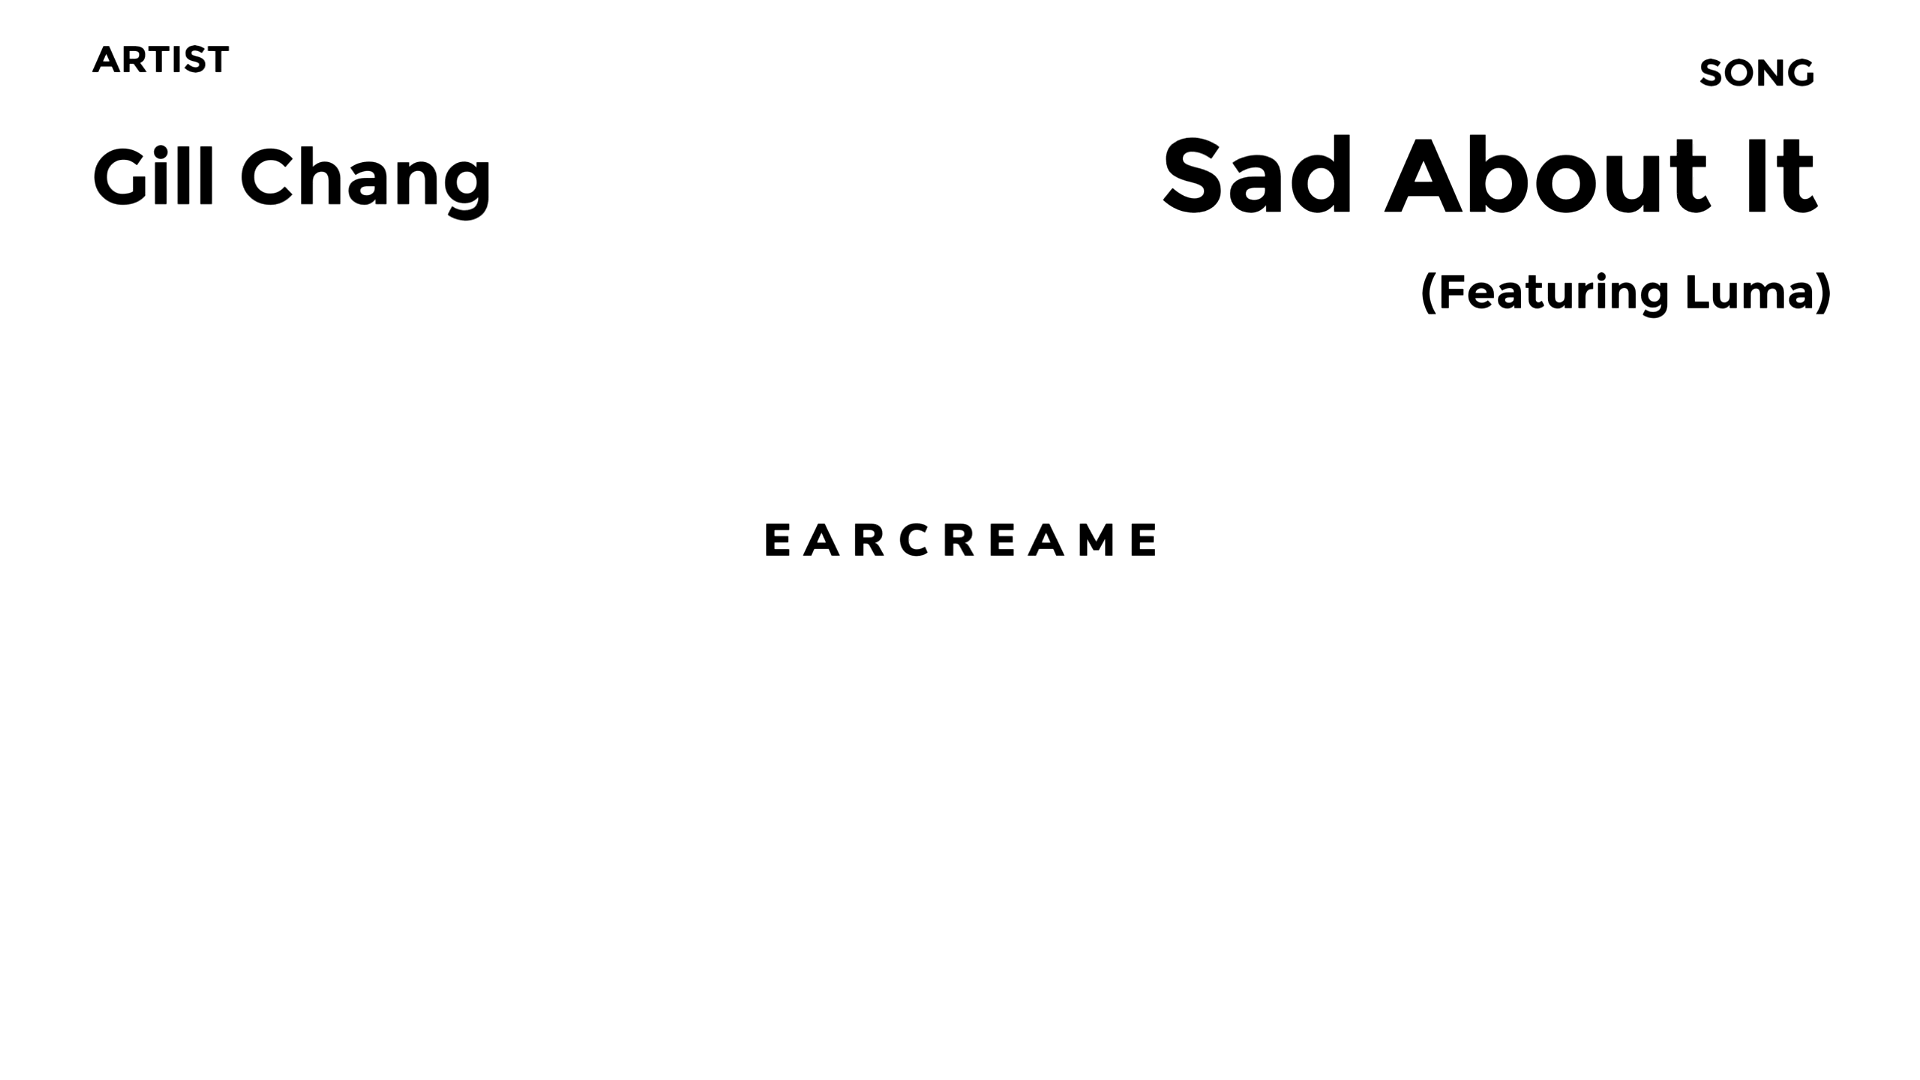 ARTIST
Gill Chang
SONG
Sad About It
(Featuring Luma)
EARCREAME